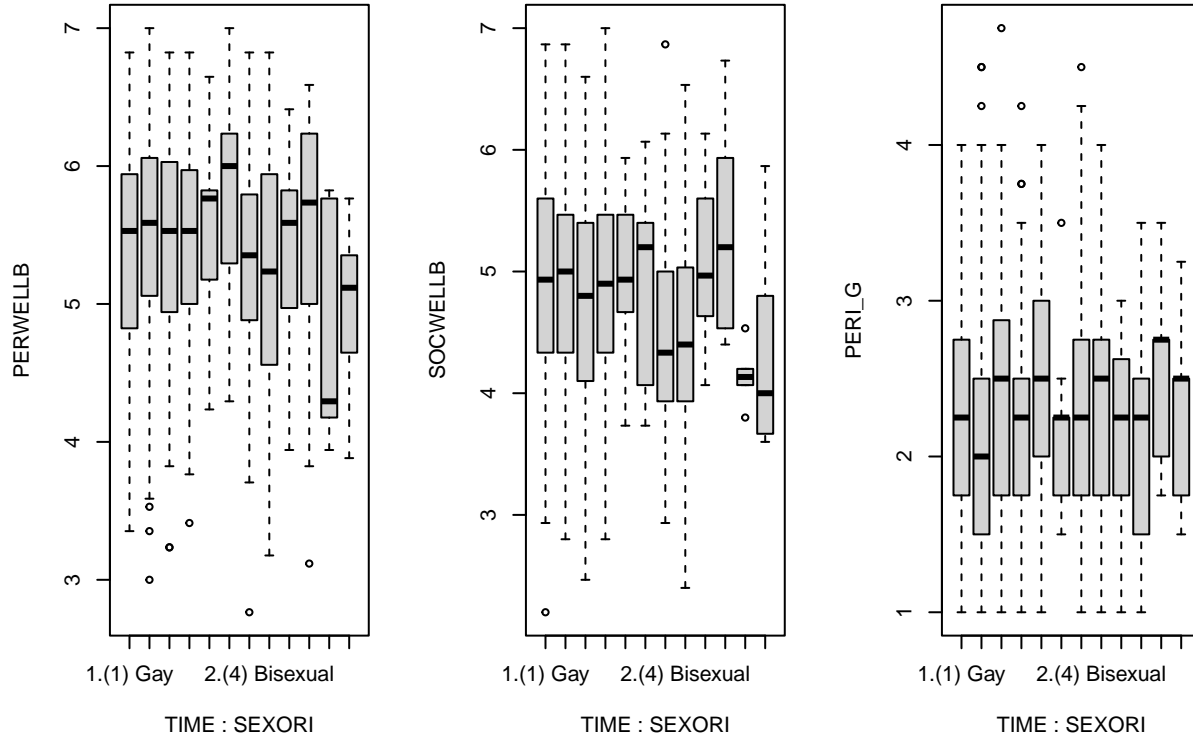 PERWELLB
7
6
5
4
3
1.(1) Gay 2.(4) Bisexual
TIME : SEXORI
SOCWELLB
7
6
5
4
3
1.(1) Gay 2.(4) Bisexual
TIME : SEXORI
PERI_G
4
3
2
1
1.(1) Gay 2.(4) Bisexual
TIME : SEXORI